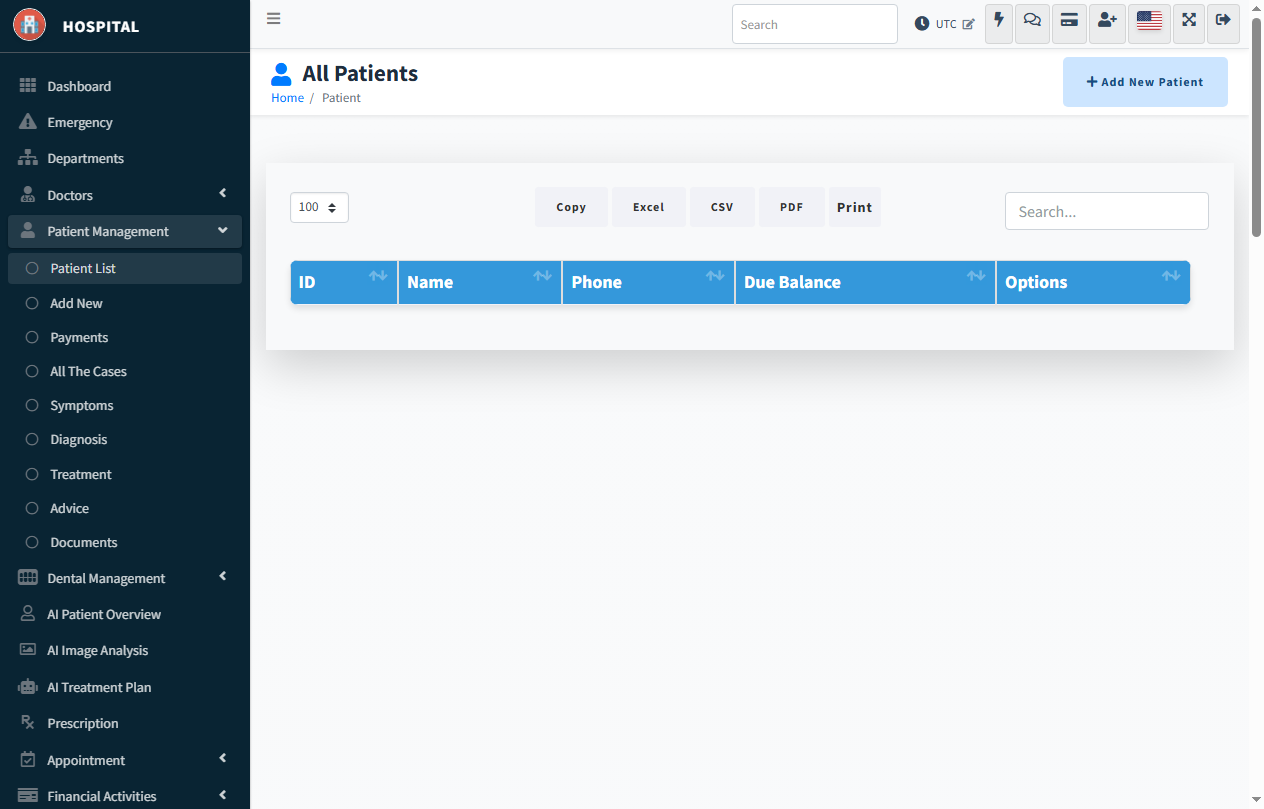 HOSPITAL
Dashboard
Emergency
Departments
Doctors
Patient Management
Patient List
Add New
Payments
All The Cases
Symptoms
Diagnosis
Treatment
Advice
Documents
Dental Management
AI Patient Overview
AI Image Analysis
AI Treatment Plan
Prescription
Appointment
Financial Activities
Search
UTC
All Patients
Home / Patient
Add New Patient
100
Copy
Excel
CSV
PDF
Print
Search...
ID
Name
Phone
Due Balance
Options